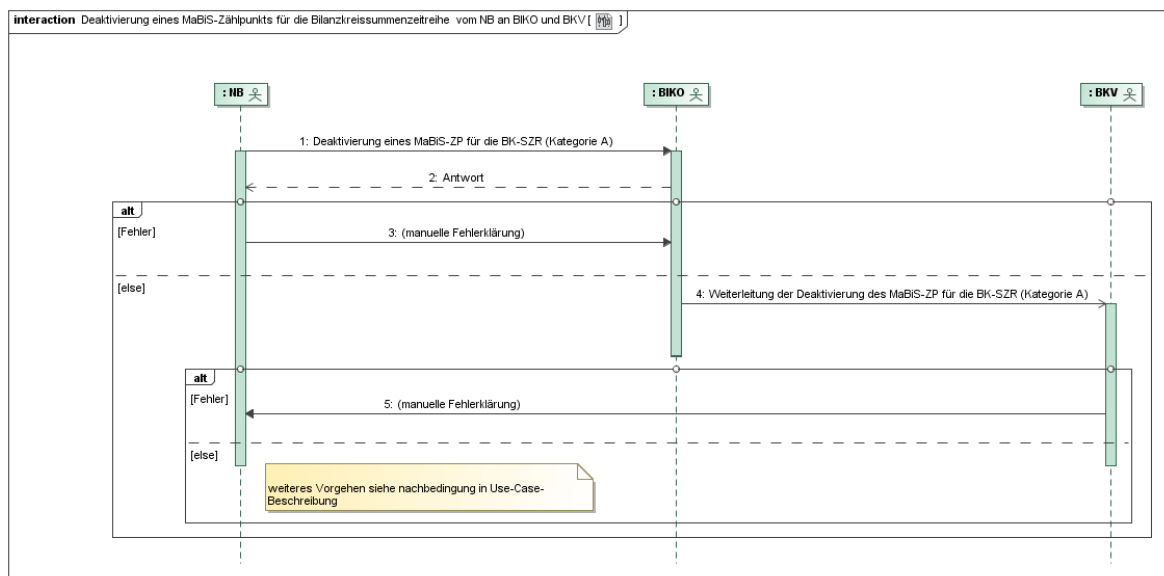 interaction Deaktivierung eines MaBiS-Zählpunkts für die Bilanzkreissummenzeitreihe vom NB an BIKO und BKV [ ]
: NB
: BIKO
: BKV
1: Deaktivierung eines MaBiS-ZP für die BK-SZR (Kategorie A)
2: Antwort
alt
[Fehler]
3: (manuelle Fehlerklärung)
[else]
4: Weiterleitung der Deaktivierung des MaBiS-ZP für die BK-SZR (Kategorie A)
alt
[Fehler]
5: (manuelle Fehlerklärung)
[else]
weiteres Vorgehen siehe nachbedingung in Use-Case-
Beschreibung